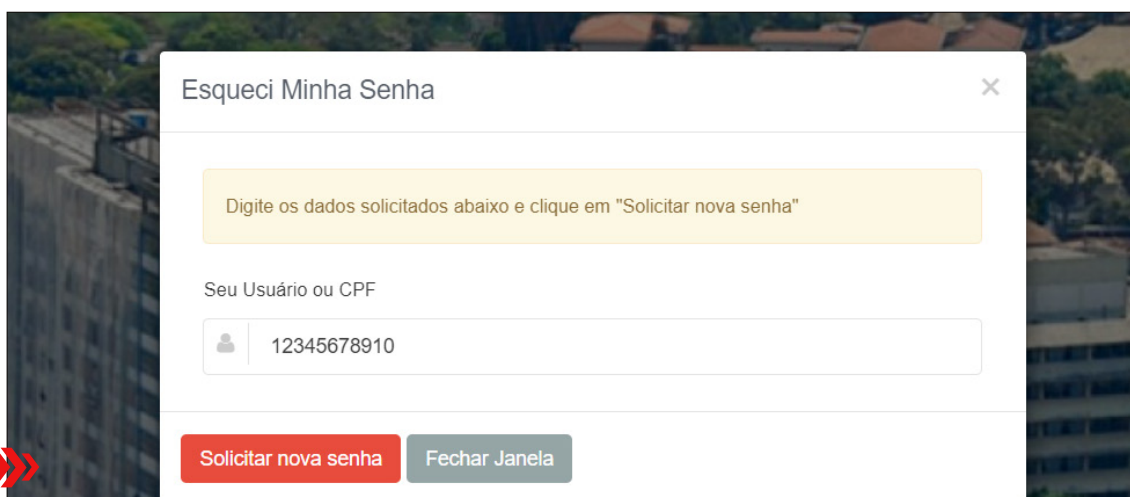 Esqueci Minha Senha
Digite os dados solicitados abaixo e clique em "Solicitar nova senha"
Seu Usuário ou CPF
12345678910
Solicitar nova senha
Fechar Janela